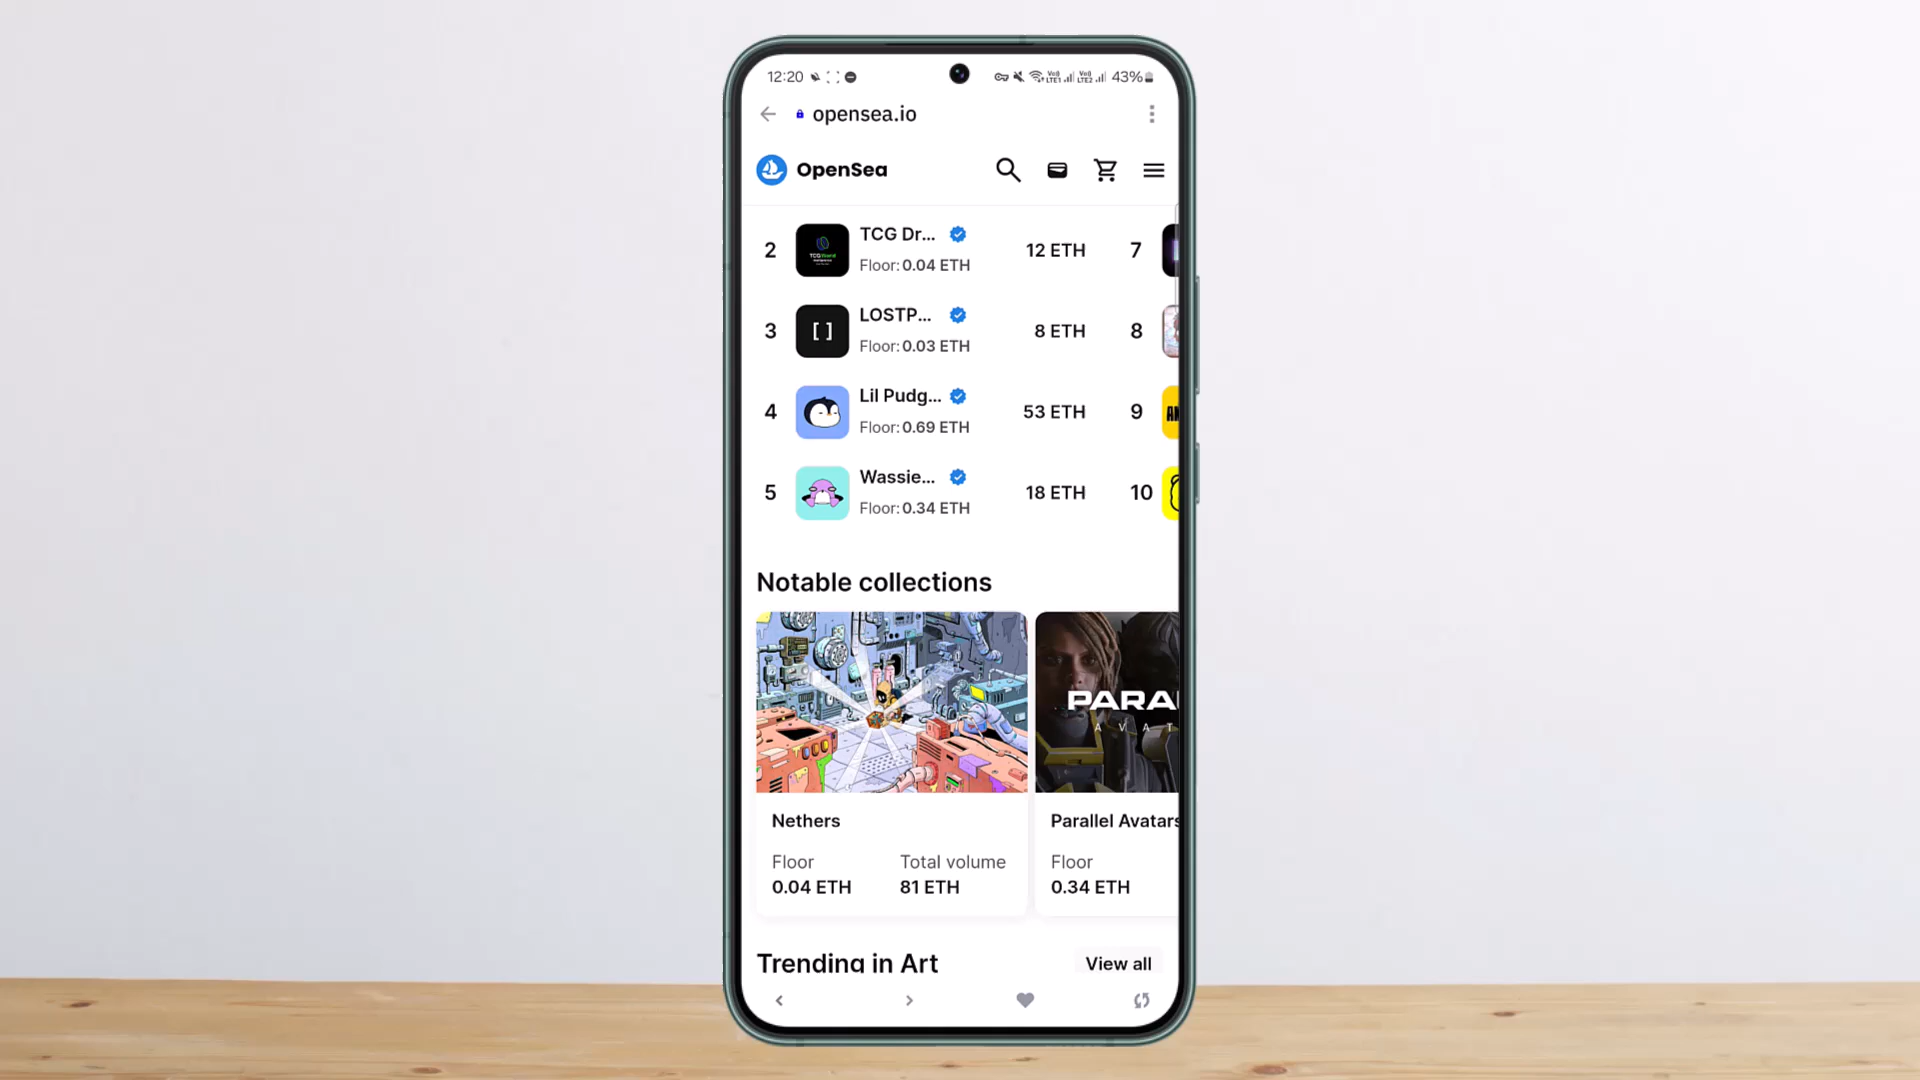 12:20
43%
opensea.io
OpenSea
2 TCG Dr... 12 ETH 7
Floor: 0.04 ETH
3 [ ] LOSTP... 8 ETH 8
Floor: 0.03 ETH
4 Lil Pudg... 53 ETH 9
Floor: 0.69 ETH
5 Wassie... 18 ETH 10
Floor: 0.34 ETH
Notable collections
PARA
AVAT
Nethers
Floor Total volume
0.04 ETH 81 ETH
Parallel Avatars
Floor
0.34 ETH
Trending in Art View all